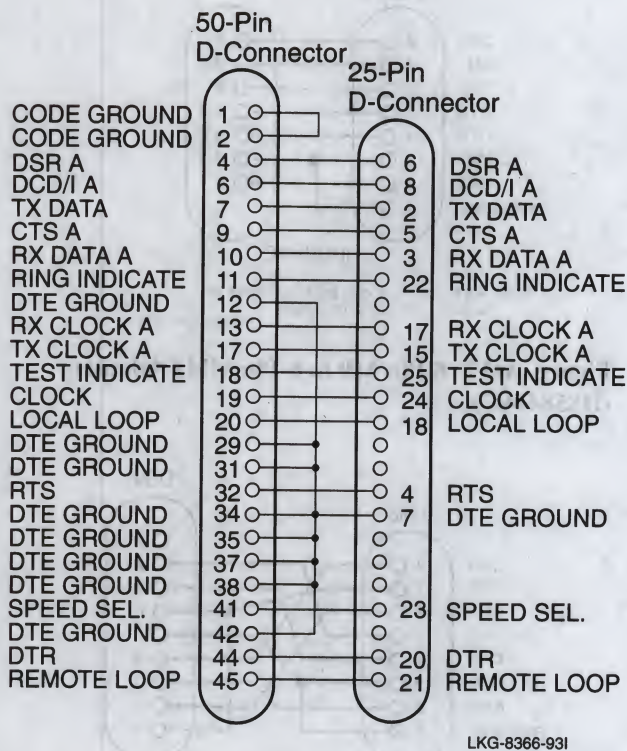 50-Pin
D-Connector
25-Pin
D-Connector
CODE GROUND 1
CODE GROUND 2
DSR A 4 6 DSR A
DCD/I A 6 8 DCD/I A
TX DATA 7 2 TX DATA
CTS A 9 5 CTS A
RX DATA A 10 3 RX DATA A
RING INDICATE 11 22 RING INDICATE
DTE GROUND 12
RX CLOCK A 13 17 RX CLOCK A
TX CLOCK A 17 15 TX CLOCK A
TEST INDICATE 18 25 TEST INDICATE
CLOCK 19 24 CLOCK
LOCAL LOOP 20 18 LOCAL LOOP
DTE GROUND 29
DTE GROUND 31
RTS 32 4 RTS
DTE GROUND 34 7 DTE GROUND
DTE GROUND 35
DTE GROUND 37
DTE GROUND 38
SPEED SEL. 41 23 SPEED SEL.
DTE GROUND 42
DTR 44 20 DTR
REMOTE LOOP 45 21 REMOTE LOOP
LKG-8366-93I